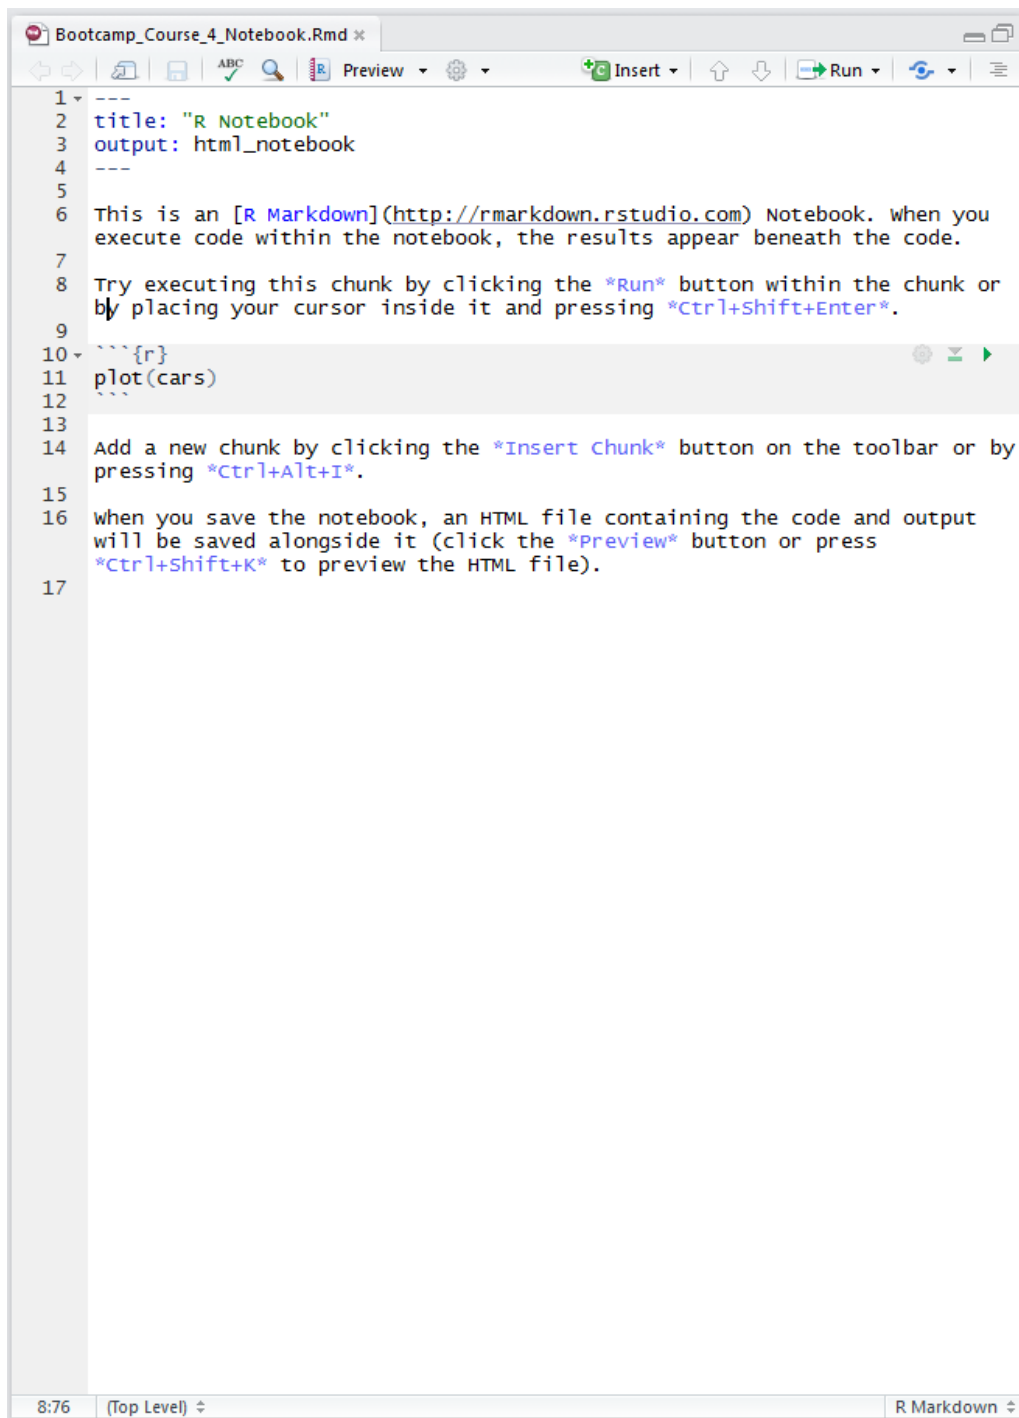 Bootcamp_Course_4_Notebook.Rmd
ABC Preview Insert Run
1 ---
2 title: "R Notebook"
3 output: html_notebook
4 ---
5
6 This is an [R Markdown](http://rmarkdown.rstudio.com) Notebook. When you
execute code within the notebook, the results appear beneath the code.
7
8 Try executing this chunk by clicking the *Run* button within the chunk or
by placing your cursor inside it and pressing *Ctrl+Shift+Enter*.
9
10 ```{r}
11 plot(cars)
12 ```
13
14 Add a new chunk by clicking the *Insert Chunk* button on the toolbar or by
pressing *Ctrl+Alt+I*.
15
16 When you save the notebook, an HTML file containing the code and output
will be saved alongside it (click the *Preview* button or press
*Ctrl+Shift+K* to preview the HTML file).
17
8:76 (Top Level) R Markdown